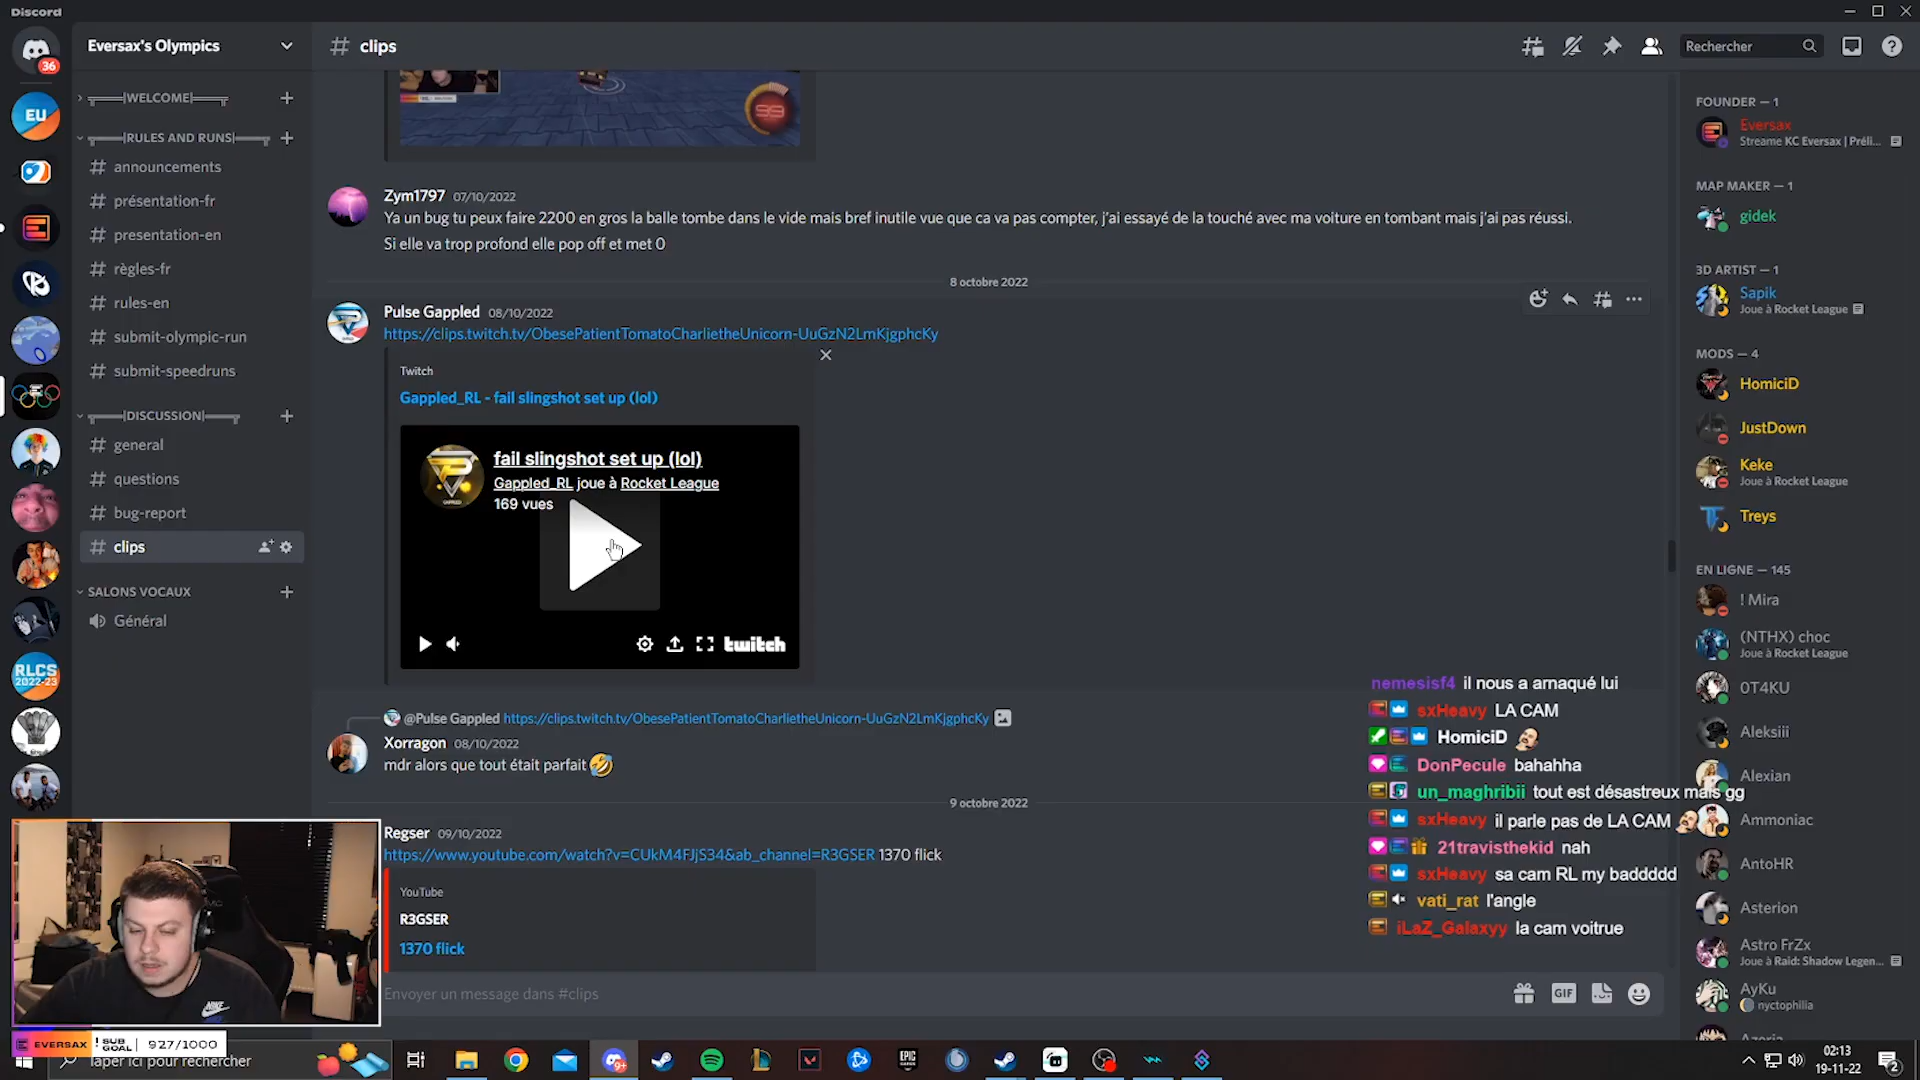 Discord
36
EU
RLCS
2022-23
Eversax's Olympics
╦══|WELCOME|══╦
╦══|RULES AND RUNS|══╦
# announcements
# présentation-fr
# presentation-en
# règles-fr
# rules-en
# submit-olympic-run
# submit-speedruns
╦══|DISCUSSION|══╦
# general
# questions
# bug-report
# clips
SALONS VOCAUX
Général
# clips
Rechercher
59
Zym1797 07/10/2022
Ya un bug tu peux faire 2200 en gros la balle tombe dans le vide mais bref inutile vue que ca va pas compter, j'ai essayé de la touché avec ma voiture en tombant mais j'ai pas réussi.
Si elle va trop profond elle pop off et met 0
8 octobre 2022
Pulse Gappled 08/10/2022
https://clips.twitch.tv/ObesePatientTomatoCharlietheUnicorn-UuGzN2LmKjgphcKy
Twitch
Gappled_RL - fail slingshot set up (lol)
fail slingshot set up (lol)
Gappled_RL joue à Rocket League
169 vues
twitch
@Pulse Gappled https://clips.twitch.tv/ObesePatientTomatoCharlietheUnicorn-UuGzN2LmKjgphcKy
Xorragon 08/10/2022
mdr alors que tout était parfait 🤣
9 octobre 2022
Regser 09/10/2022
https://www.youtube.com/watch?v=CUkM4FJjS34&ab_channel=R3GSER 1370 flick
YouTube
R3GSER
1370 flick
Envoyer un message dans #clips
GIF
nemesisf4 il nous a arnaqué lui
sxHeavy LA CAM
HomiciD
DonPecule bahahha
un_maghribii tout est désastreux mais gg
sxHeavy il parle pas de LA CAM
21travisthekid nah
sxHeavy sa cam RL my baddddd
vati_rat l'angle
iLaZ_Galaxyy la cam voitrue
FOUNDER — 1
Eversax
Streame KC Eversax | Préli...
MAP MAKER — 1
gidek
3D ARTIST — 1
Sapik
Joue à Rocket League
MODS — 4
HomiciD
JustDown
Keke
Joue à Rocket League
Treys
EN LIGNE — 145
! Mira
(NTHX) choc
Joue à Rocket League
0T4KU
Aleksiii
Alexian
Ammoniac
AntoHR
Asterion
Astro FrZx
Joue à Raid: Shadow Legen...
AyKu
nyctophilia
NIKE
EVERSAX ! SUB GOAL | 927/1000
Taper ici pour rechercher
9+
EPIC
02:13
19-11-22
2